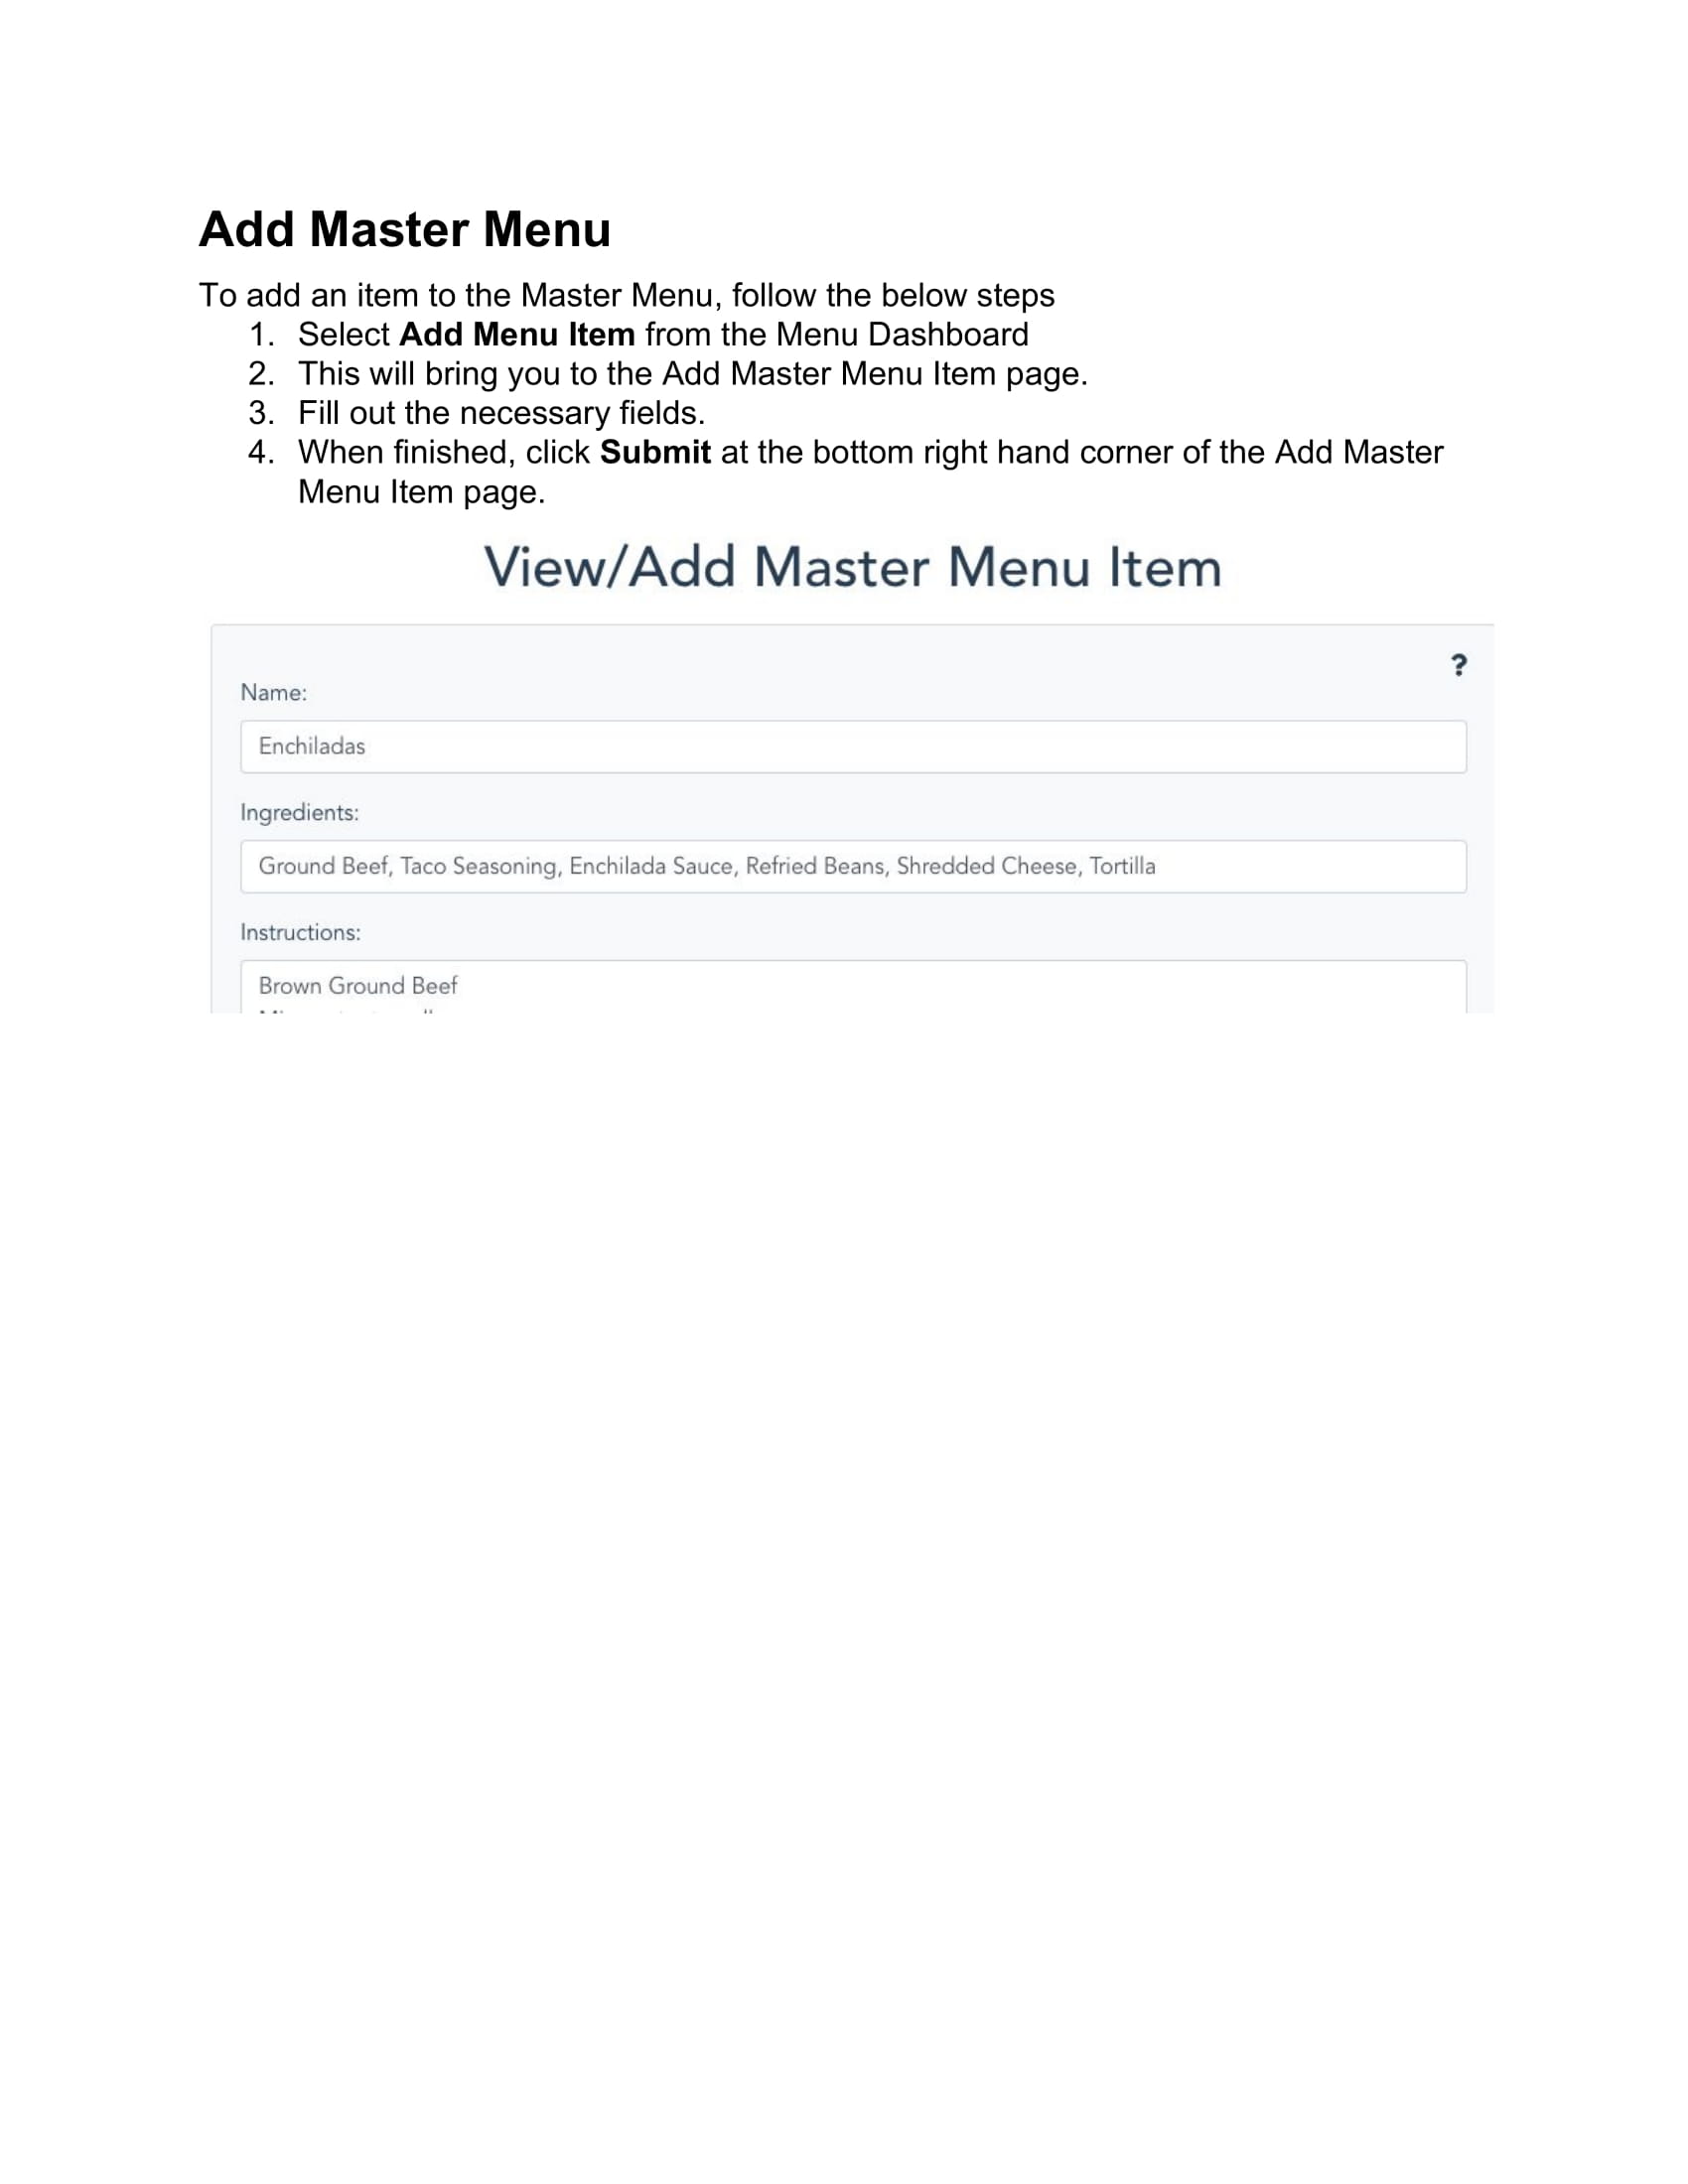 Add Master Menu
To add an item to the Master Menu, follow the below steps
1. Select Add Menu Item from the Menu Dashboard
2. This will bring you to the Add Master Menu Item page.
3. Fill out the necessary fields.
4. When finished, click Submit at the bottom right hand corner of the Add Master
Menu Item page.
View/Add Master Menu Item
?
Name:
Enchiladas
Ingredients:
Ground Beef, Taco Seasoning, Enchilada Sauce, Refried Beans, Shredded Cheese, Tortilla
Instructions:
Brown Ground Beef